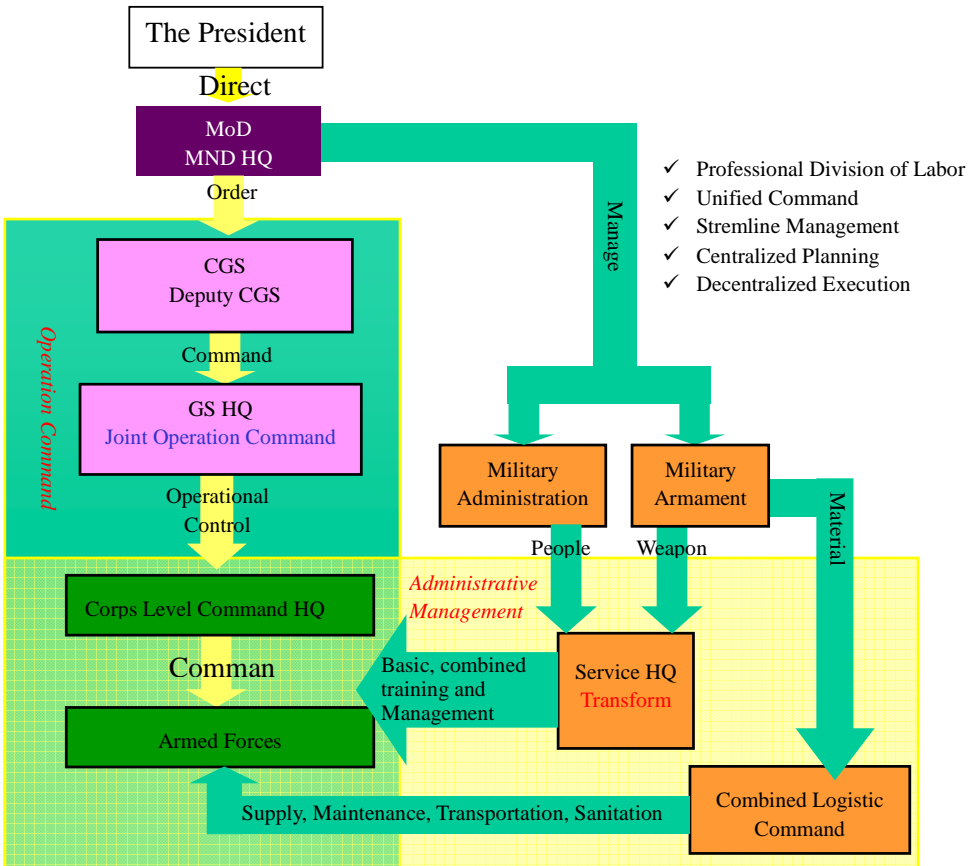 The President
Direct
MoD
MND HQ
Order
Manage
✓ Professional Division of Labor
✓ Unified Command
✓ Stremline Management
✓ Centralized Planning
✓ Decentralized Execution
CGS
Deputy CGS
Operation Command
Command
GS HQ
Joint Operation Command
Military
Administration
Military
Armament
Material
Operational
Control
People
Weapon
Corps Level Command HQ
Administrative
Management
Comman
Basic, combined
training and
Management
Service HQ
Transform
Armed Forces
Supply, Maintenance, Transportation, Sanitation
Combined Logistic
Command